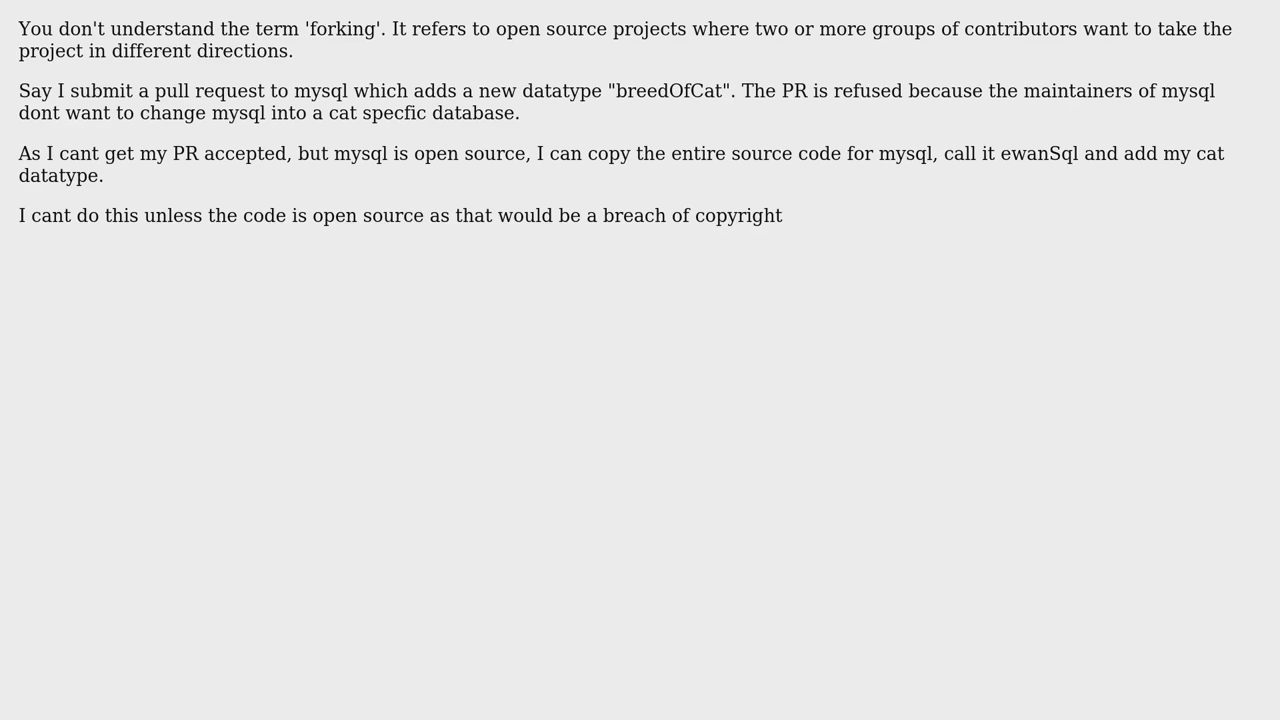 You don't understand the term 'forking'. It refers to open source projects where two or more groups of contributors want to take the
project in different directions.
Say I submit a pull request to mysql which adds a new datatype "breedOfCat". The PR is refused because the maintainers of mysql
dont want to change mysql into a cat specfic database.
As I cant get my PR accepted, but mysql is open source, I can copy the entire source code for mysql, call it ewanSql and add my cat
datatype.
I cant do this unless the code is open source as that would be a breach of copyright